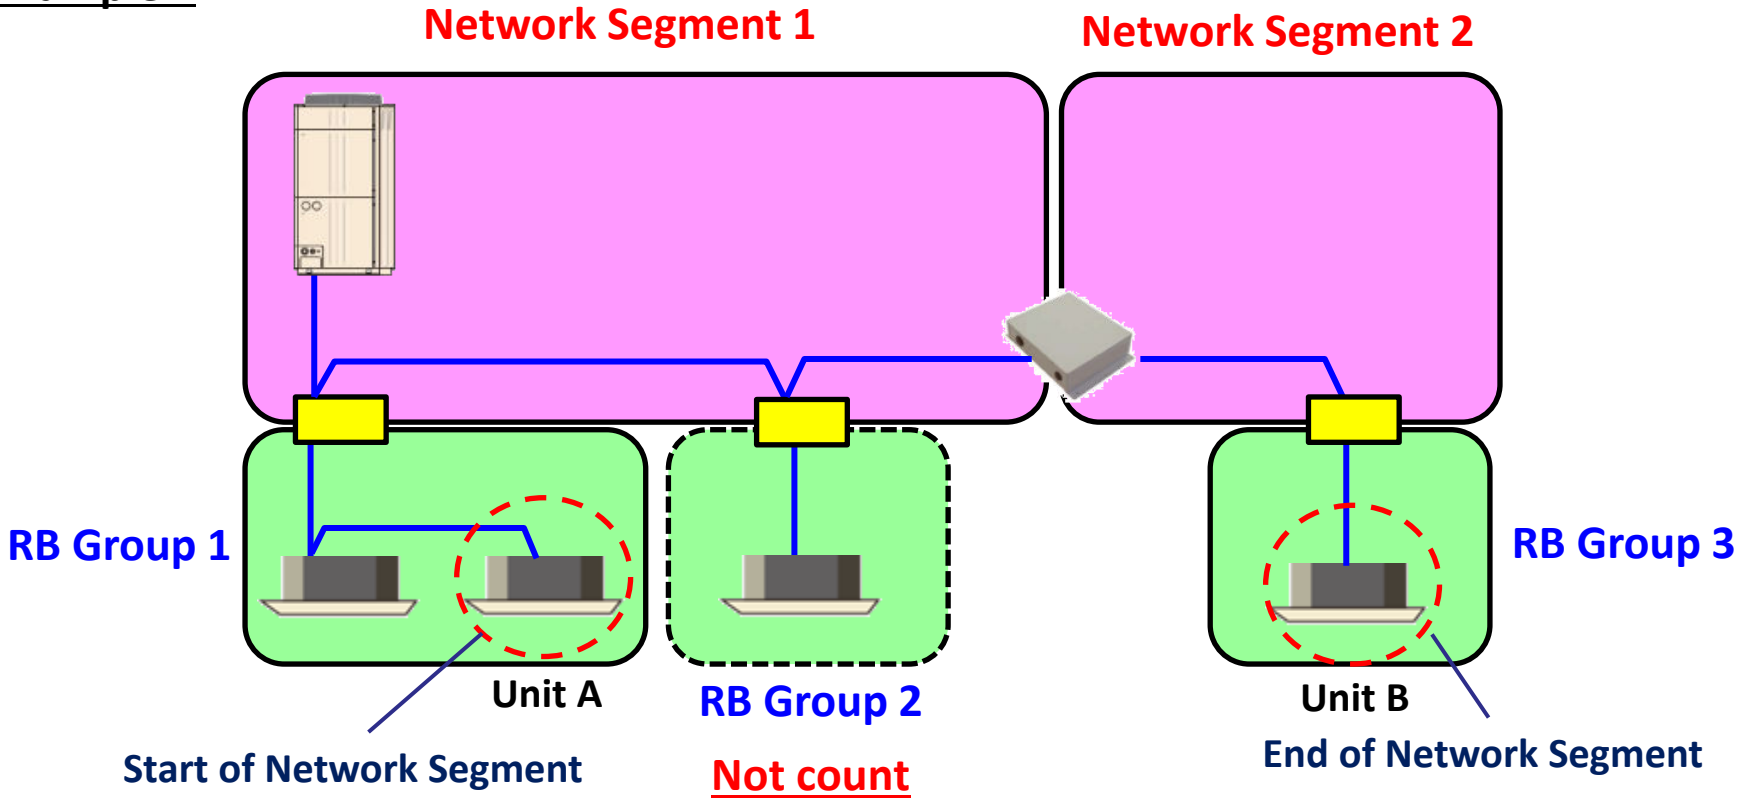 Network Segment 1
Network Segment 2
RB Group 1
RB Group 3
Unit A
RB Group 2
Unit B
Start of Network Segment
Not count
End of Network Segment